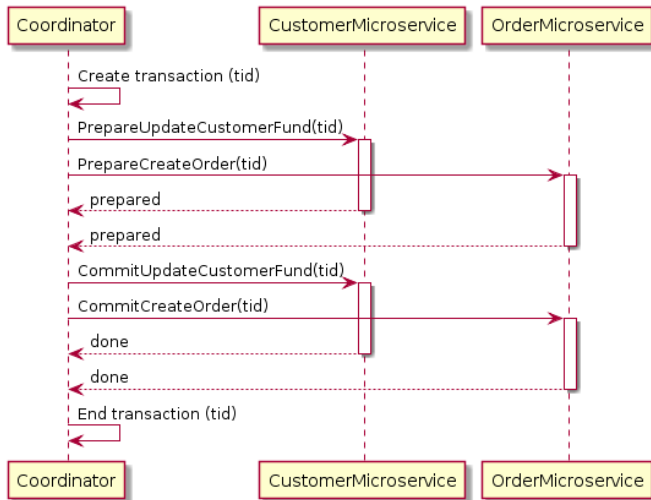 Coordinator CustomerMicroservice OrderMicroservice
Create transaction (tid)
PrepareUpdateCustomerFund(tid)
PrepareCreateOrder(tid)
prepared
prepared
CommitUpdateCustomerFund(tid)
CommitCreateOrder(tid)
done
done
End transaction (tid)
Coordinator CustomerMicroservice OrderMicroservice